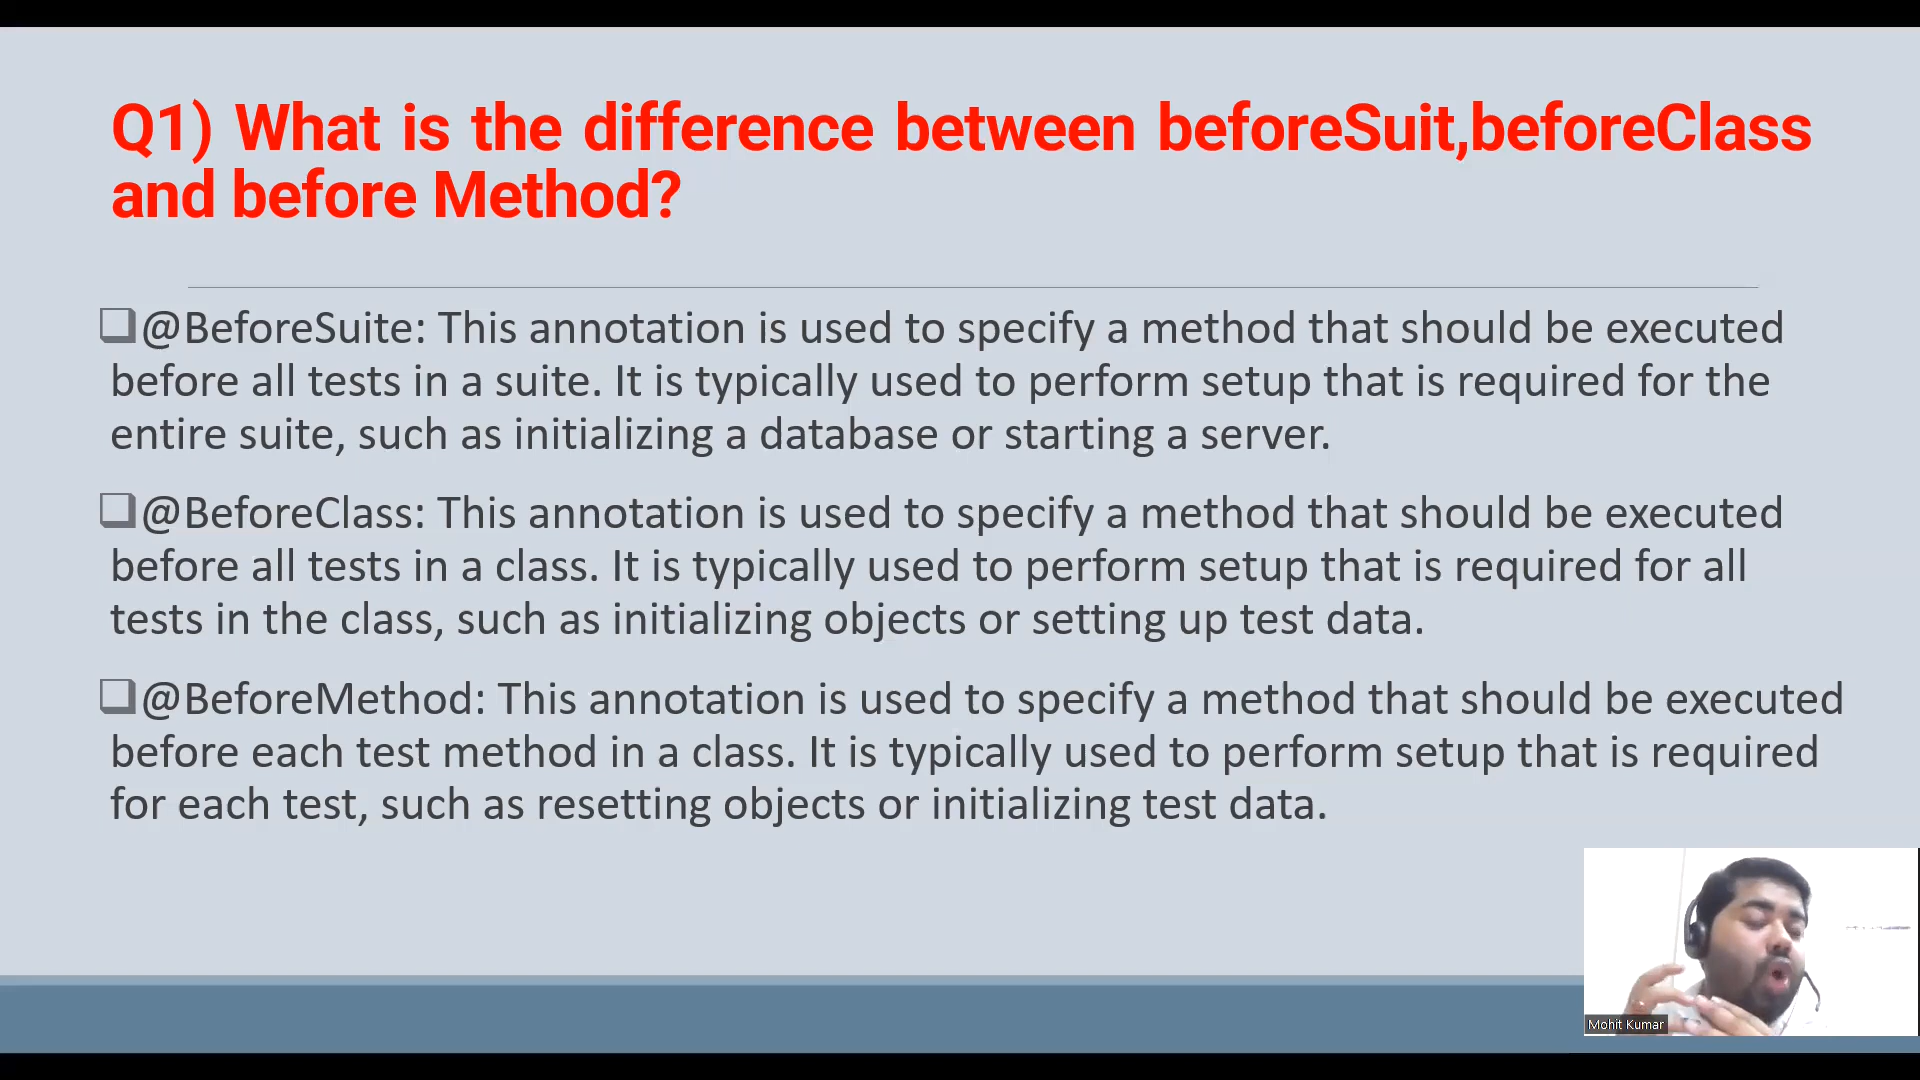 Q1) What is the difference between beforeSuit,beforeClass
and before Method?
@BeforeSuite: This annotation is used to specify a method that should be executed
before all tests in a suite. It is typically used to perform setup that is required for the
entire suite, such as initializing a database or starting a server.
@BeforeClass: This annotation is used to specify a method that should be executed
before all tests in a class. It is typically used to perform setup that is required for all
tests in the class, such as initializing objects or setting up test data.
@BeforeMethod: This annotation is used to specify a method that should be executed
before each test method in a class. It is typically used to perform setup that is required
for each test, such as resetting objects or initializing test data.
Mohit Kumar